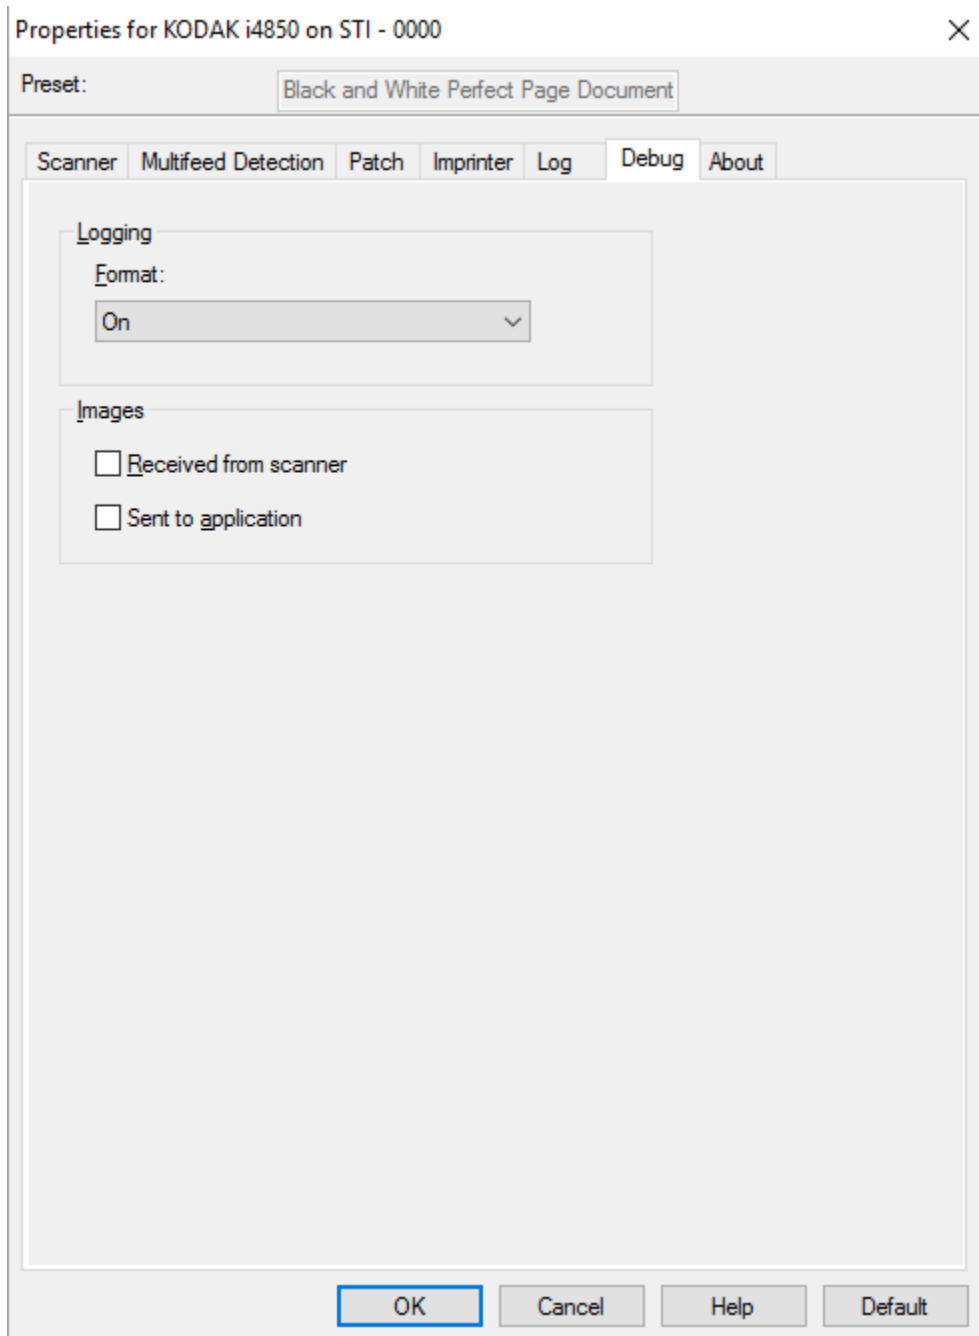 Properties for KODAK i4850 on STI - 0000
Preset: Black and White Perfect Page Document
Scanner Multifeed Detection Patch Imprinter Log Debug About
Logging
Format:
On
Images
Received from scanner
Sent to application
OK Cancel Help Default